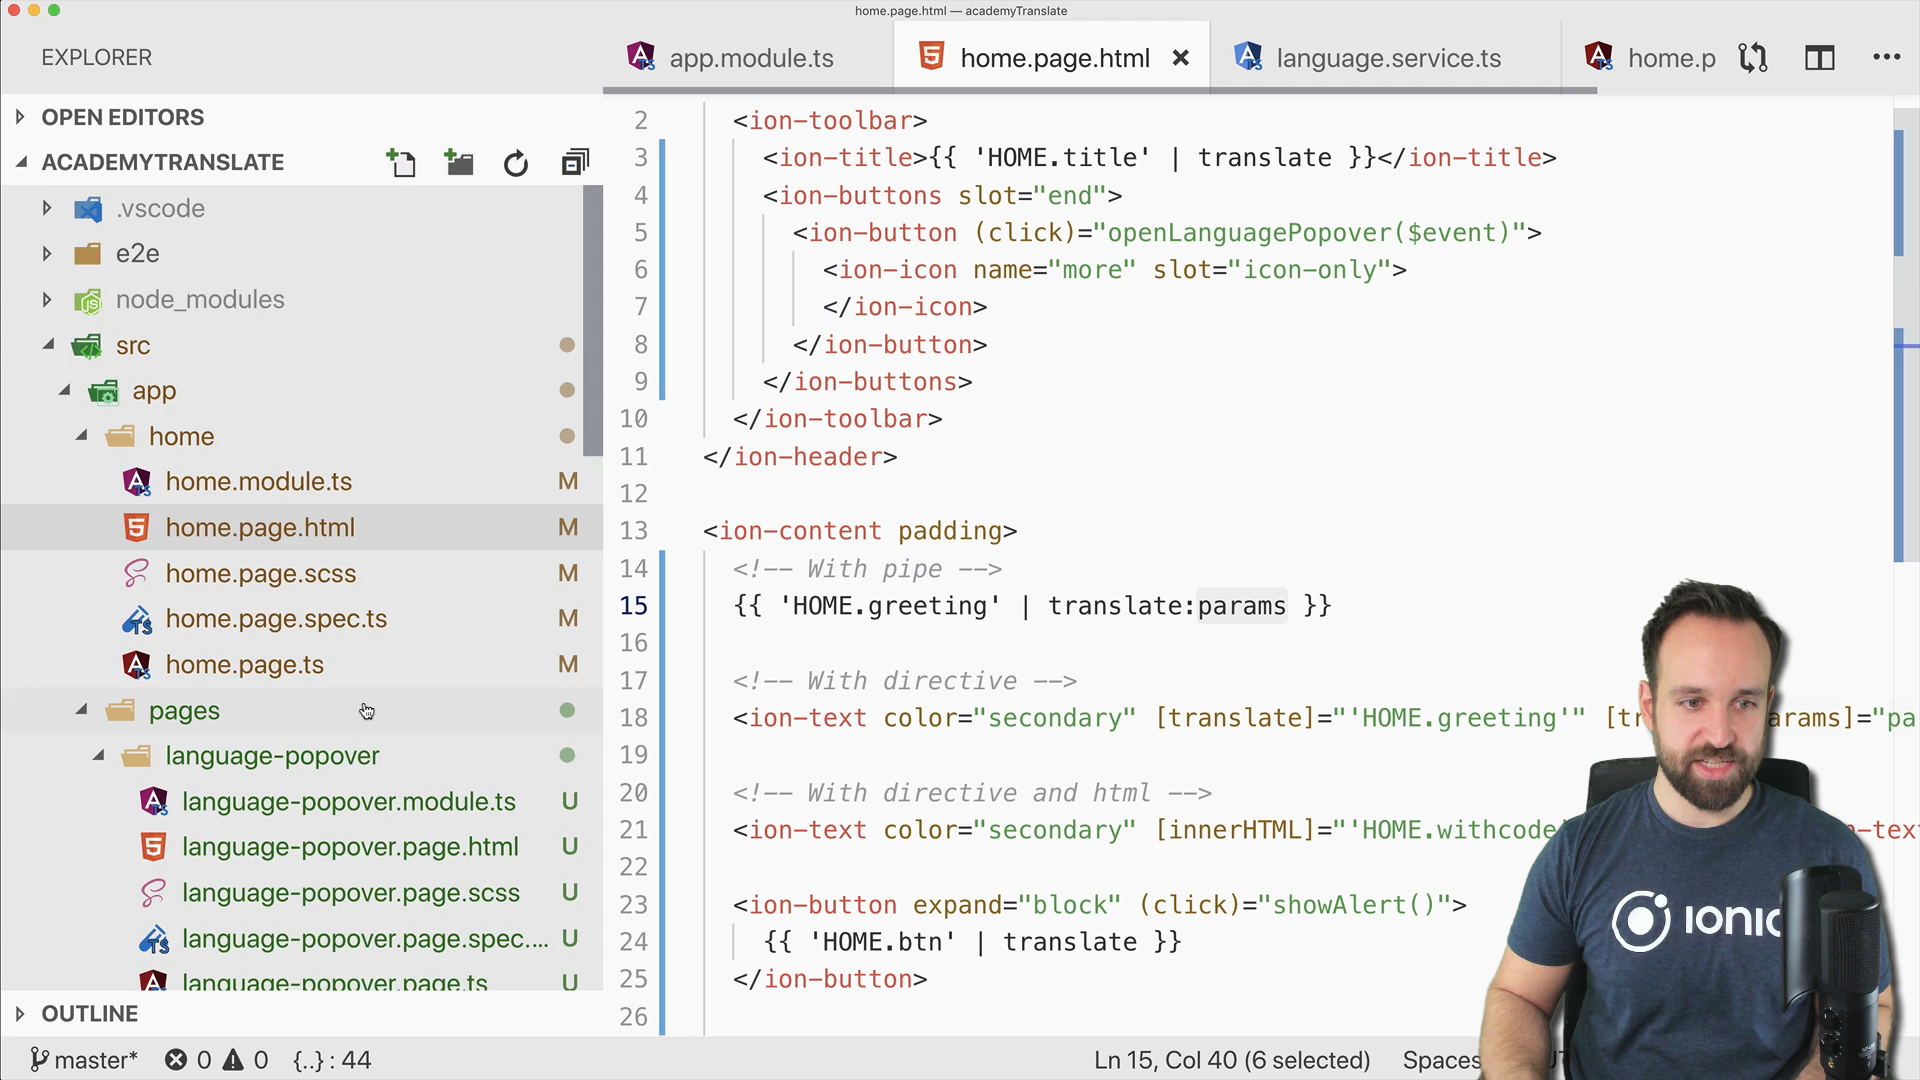 home.page.html — academyTranslate
EXPLORER
app.module.ts
home.page.html
language.service.ts
home.p
OPEN EDITORS
ACADEMYTRANSLATE
.vscode
e2e
node_modules
src
app
home
home.module.ts M
home.page.html M
home.page.scss M
home.page.spec.ts M
home.page.ts M
pages
language-popover
language-popover.module.ts U
language-popover.page.html U
language-popover.page.scss U
language-popover.page.spec.... U
language-popover.page.ts U
OUTLINE
2 <ion-toolbar>
3 <ion-title>{{ 'HOME.title' | translate }}</ion-title>
4 <ion-buttons slot="end">
5 <ion-button (click)="openLanguagePopover($event)">
6 <ion-icon name="more" slot="icon-only">
7 </ion-icon>
8 </ion-button>
9 </ion-buttons>
10 </ion-toolbar>
11 </ion-header>
12
13 <ion-content padding>
14 <!-- With pipe -->
15 {{ 'HOME.greeting' | translate:params }}
16
17 <!-- With directive -->
18 <ion-text color="secondary" [translate]="'HOME.greeting'" [tr arams]="pa
19
20 <!-- With directive and html -->
21 <ion-text color="secondary" [innerHTML]="'HOME.withcode n-tex
22
23 <ion-button expand="block" (click)="showAlert()">
24 {{ 'HOME.btn' | translate }}
25 </ion-button>
26
IONIC
master* 0 0 {..} : 44
Ln 15, Col 40 (6 selected) Spaces